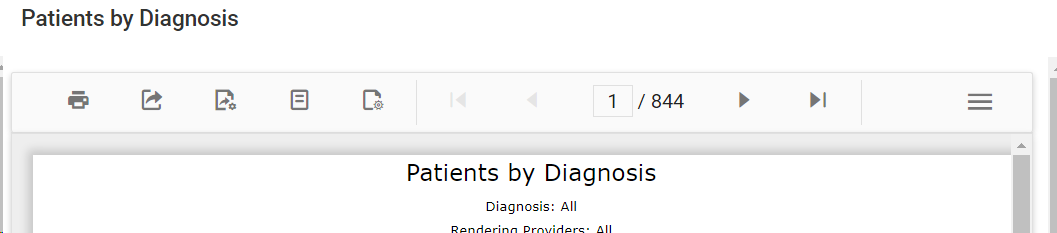 Patients by Diagnosis
1 / 844
Patients by Diagnosis
Diagnosis: All
Rendering Providers: All